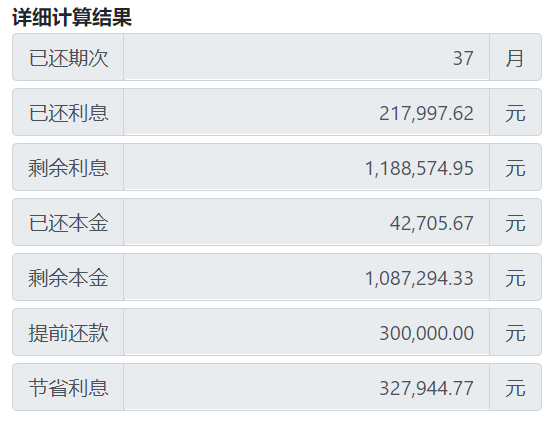 详细计算结果
已还期次 37 月
已还利息 217,997.62 元
剩余利息 1,188,574.95 元
已还本金 42,705.67 元
剩余本金 1,087,294.33 元
提前还款 300,000.00 元
节省利息 327,944.77 元